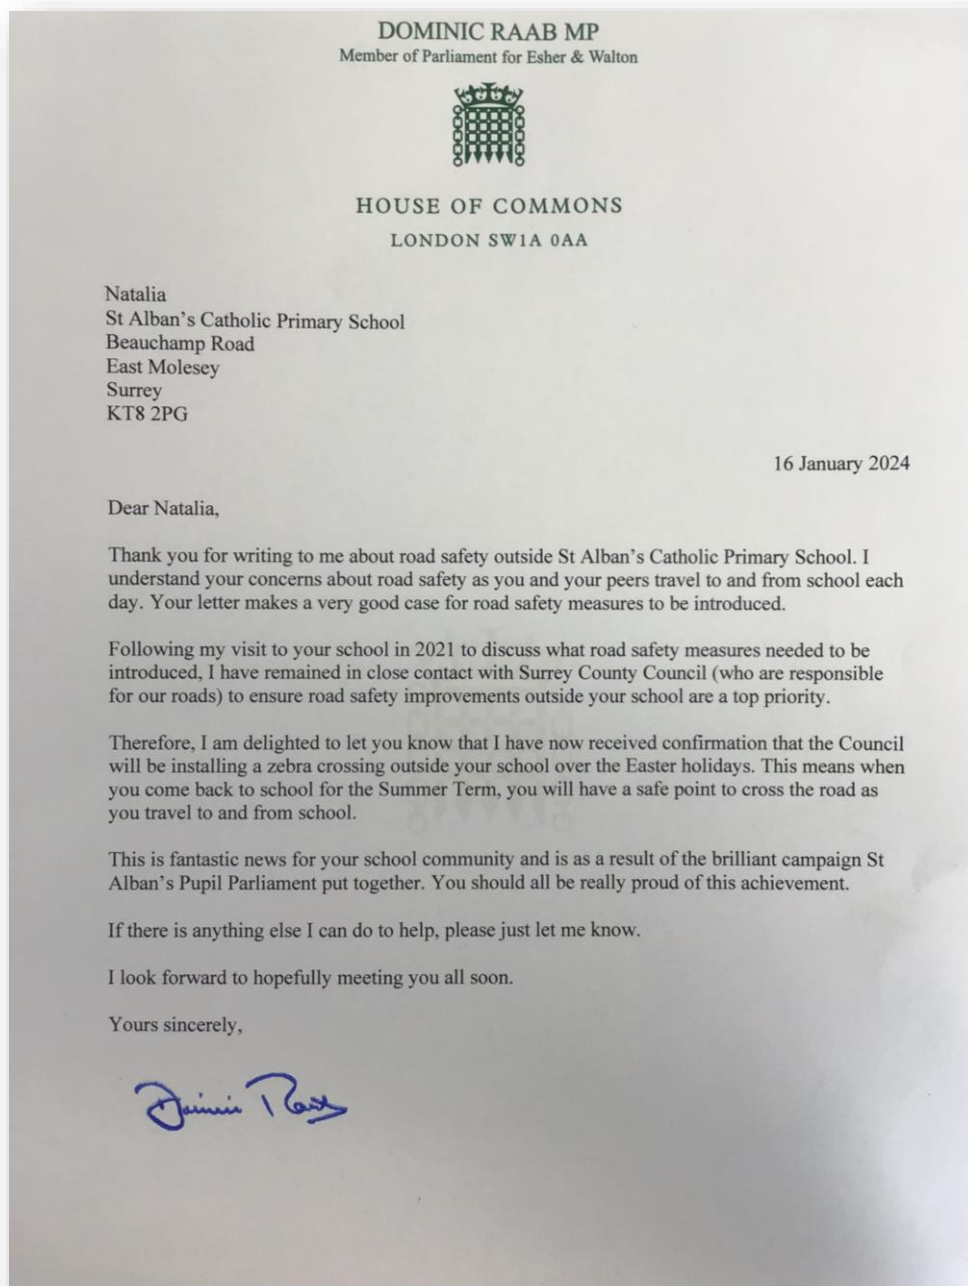 DOMINIC RAAB MP
Member of Parliament for Esher & Walton
HOUSE OF COMMONS
LONDON SW1A 0AA
Natalia
St Alban’s Catholic Primary School
Beauchamp Road
East Molesey
Surrey
KT8 2PG
16 January 2024
Dear Natalia,
Thank you for writing to me about road safety outside St Alban’s Catholic Primary School. I
understand your concerns about road safety as you and your peers travel to and from school each
day. Your letter makes a very good case for road safety measures to be introduced.
Following my visit to your school in 2021 to discuss what road safety measures needed to be
introduced, I have remained in close contact with Surrey County Council (who are responsible
for our roads) to ensure road safety improvements outside your school are a top priority.
Therefore, I am delighted to let you know that I have now received confirmation that the Council
will be installing a zebra crossing outside your school over the Easter holidays. This means when
you come back to school for the Summer Term, you will have a safe point to cross the road as
you travel to and from school.
This is fantastic news for your school community and is as a result of the brilliant campaign St
Alban’s Pupil Parliament put together. You should all be really proud of this achievement.
If there is anything else I can do to help, please just let me know.
I look forward to hopefully meeting you all soon.
Yours sincerely,
Dominic Raab